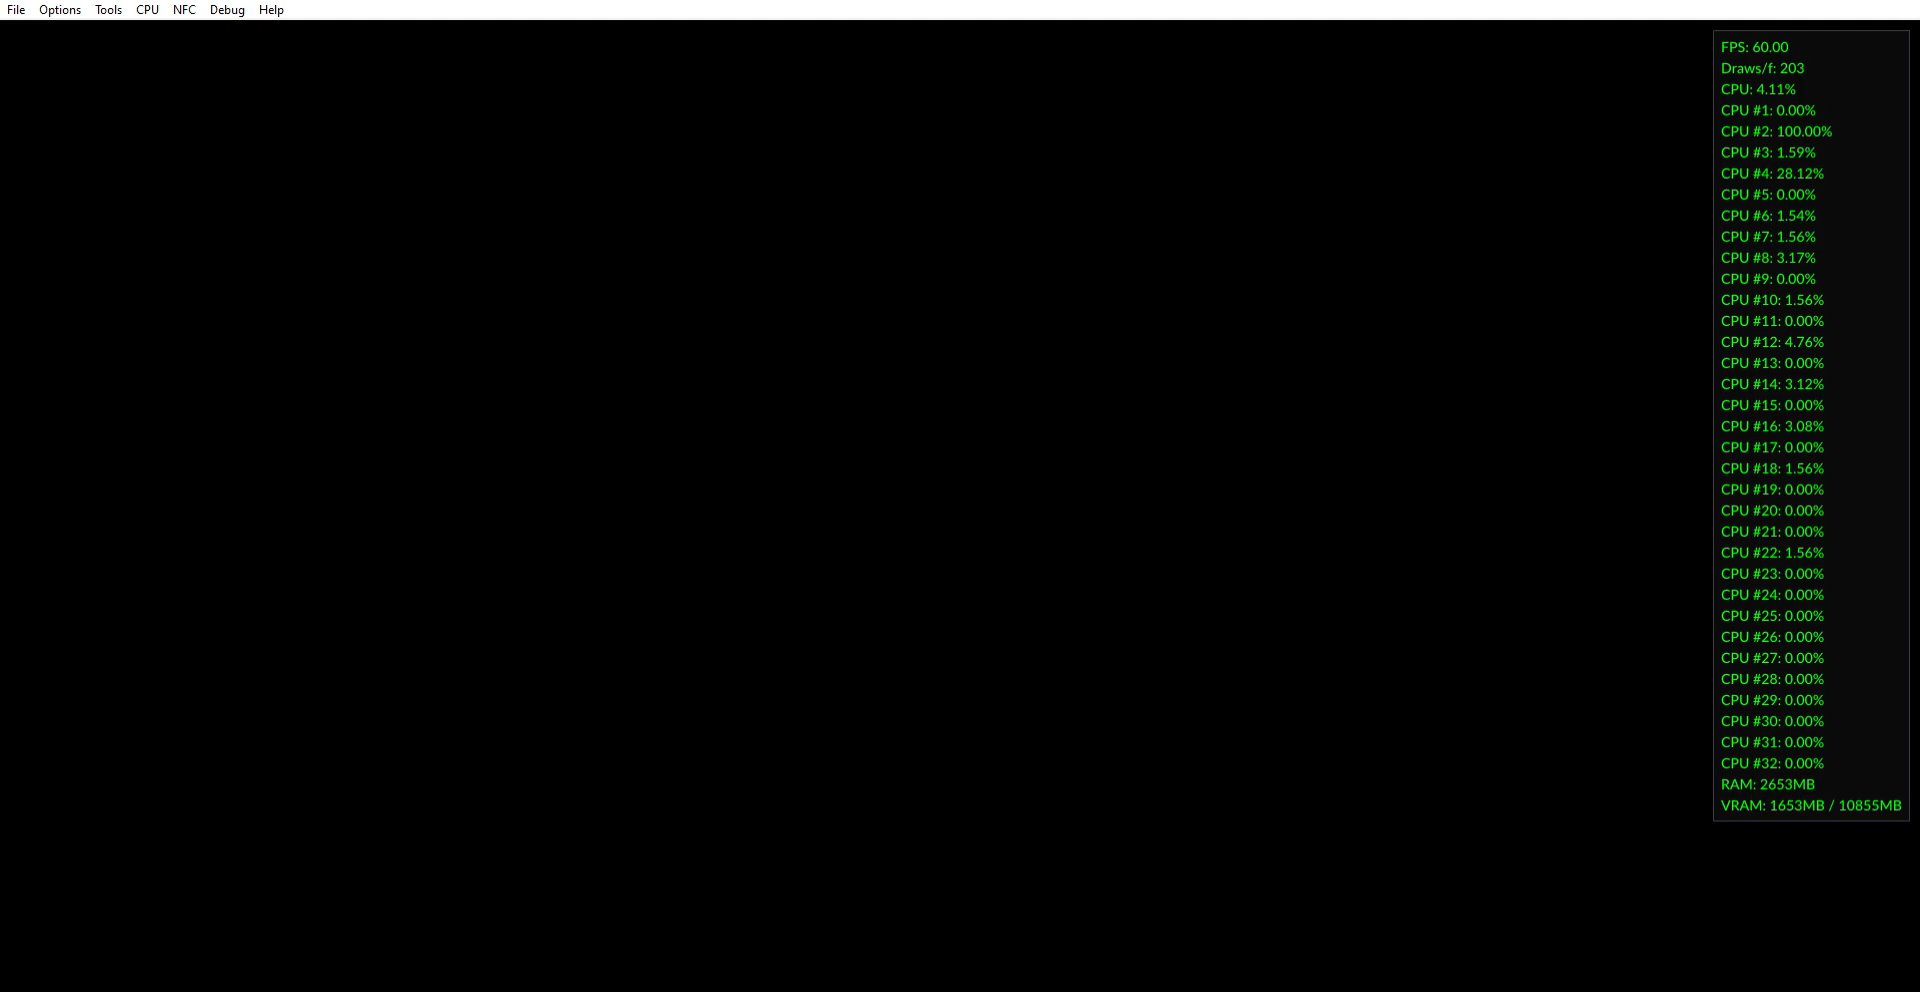 File Options Tools CPU NFC Debug Help
FPS: 60.00
Draws/f: 203
CPU: 4.11%
CPU #1: 0.00%
CPU #2: 100.00%
CPU #3: 1.59%
CPU #4: 28.12%
CPU #5: 0.00%
CPU #6: 1.54%
CPU #7: 1.56%
CPU #8: 3.17%
CPU #9: 0.00%
CPU #10: 1.56%
CPU #11: 0.00%
CPU #12: 4.76%
CPU #13: 0.00%
CPU #14: 3.12%
CPU #15: 0.00%
CPU #16: 3.08%
CPU #17: 0.00%
CPU #18: 1.56%
CPU #19: 0.00%
CPU #20: 0.00%
CPU #21: 0.00%
CPU #22: 1.56%
CPU #23: 0.00%
CPU #24: 0.00%
CPU #25: 0.00%
CPU #26: 0.00%
CPU #27: 0.00%
CPU #28: 0.00%
CPU #29: 0.00%
CPU #30: 0.00%
CPU #31: 0.00%
CPU #32: 0.00%
RAM: 2653MB
VRAM: 1653MB / 10855MB